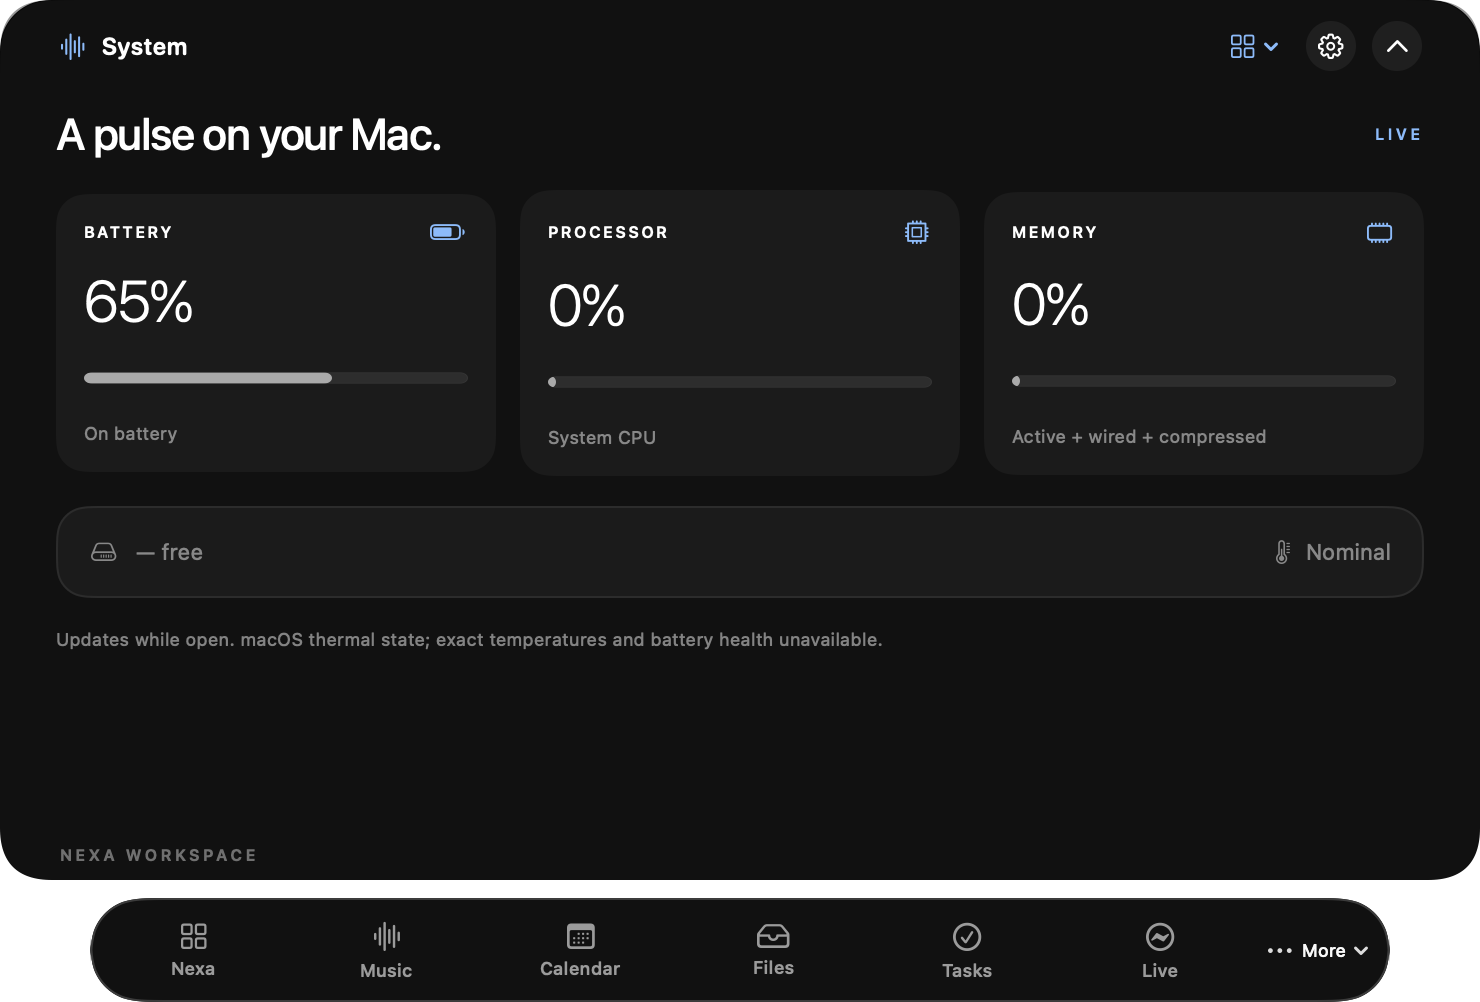 System
A pulse on your Mac.
LIVE
BATTERY
65%
On battery
PROCESSOR
0%
System CPU
MEMORY
0%
Active + wired + compressed
— free
Nominal
Updates while open. macOS thermal state; exact temperatures and battery health unavailable.
NEXA WORKSPACE
Nexa
Music
Calendar
Files
Tasks
Live
More